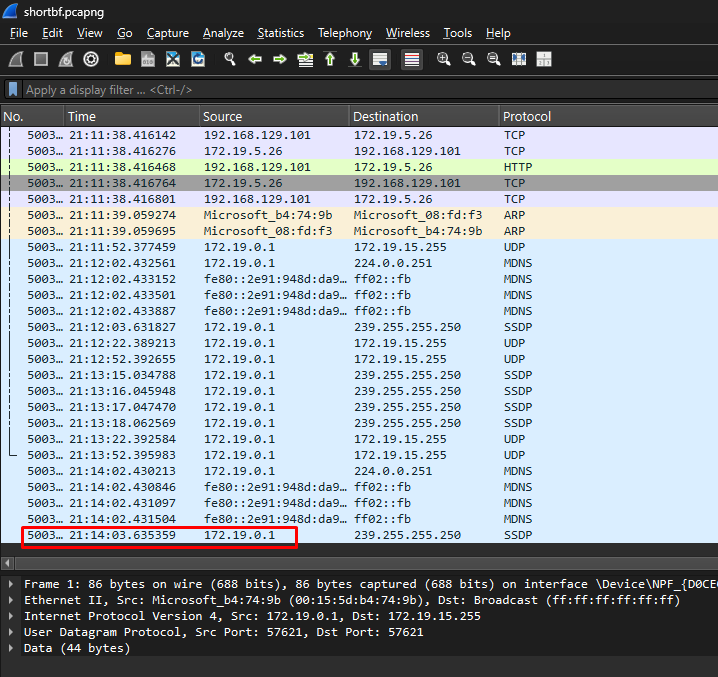 shortbf.pcapng
File Edit View Go Capture Analyze Statistics Telephony Wireless Tools Help
Apply a display filter … <Ctrl-/>
No. Time Source Destination Protocol
5003… 21:11:38.416142 192.168.129.101 172.19.5.26 TCP
5003… 21:11:38.416276 172.19.5.26 192.168.129.101 TCP
5003… 21:11:38.416468 192.168.129.101 172.19.5.26 HTTP
5003… 21:11:38.416764 172.19.5.26 192.168.129.101 TCP
5003… 21:11:38.416801 192.168.129.101 172.19.5.26 TCP
5003… 21:11:39.059274 Microsoft_b4:74:9b Microsoft_08:fd:f3 ARP
5003… 21:11:39.059695 Microsoft_08:fd:f3 Microsoft_b4:74:9b ARP
5003… 21:11:52.377459 172.19.0.1 172.19.15.255 UDP
5003… 21:12:02.432561 172.19.0.1 224.0.0.251 MDNS
5003… 21:12:02.433152 fe80::2e91:948d:da9… ff02::fb MDNS
5003… 21:12:02.433501 fe80::2e91:948d:da9… ff02::fb MDNS
5003… 21:12:02.433887 fe80::2e91:948d:da9… ff02::fb MDNS
5003… 21:12:03.631827 172.19.0.1 239.255.255.250 SSDP
5003… 21:12:22.389213 172.19.0.1 172.19.15.255 UDP
5003… 21:12:52.392655 172.19.0.1 172.19.15.255 UDP
5003… 21:13:15.034788 172.19.0.1 239.255.255.250 SSDP
5003… 21:13:16.045948 172.19.0.1 239.255.255.250 SSDP
5003… 21:13:17.047470 172.19.0.1 239.255.255.250 SSDP
5003… 21:13:18.062569 172.19.0.1 239.255.255.250 SSDP
5003… 21:13:22.392584 172.19.0.1 172.19.15.255 UDP
5003… 21:13:52.395983 172.19.0.1 172.19.15.255 UDP
5003… 21:14:02.430213 172.19.0.1 224.0.0.251 MDNS
5003… 21:14:02.430846 fe80::2e91:948d:da9… ff02::fb MDNS
5003… 21:14:02.431097 fe80::2e91:948d:da9… ff02::fb MDNS
5003… 21:14:02.431504 fe80::2e91:948d:da9… ff02::fb MDNS
5003… 21:14:03.635359 172.19.0.1 239.255.255.250 SSDP
Frame 1: 86 bytes on wire (688 bits), 86 bytes captured (688 bits) on interface \Device\NPF_{D0CE
Ethernet II, Src: Microsoft_b4:74:9b (00:15:5d:b4:74:9b), Dst: Broadcast (ff:ff:ff:ff:ff:ff)
Internet Protocol Version 4, Src: 172.19.0.1, Dst: 172.19.15.255
User Datagram Protocol, Src Port: 57621, Dst Port: 57621
Data (44 bytes)